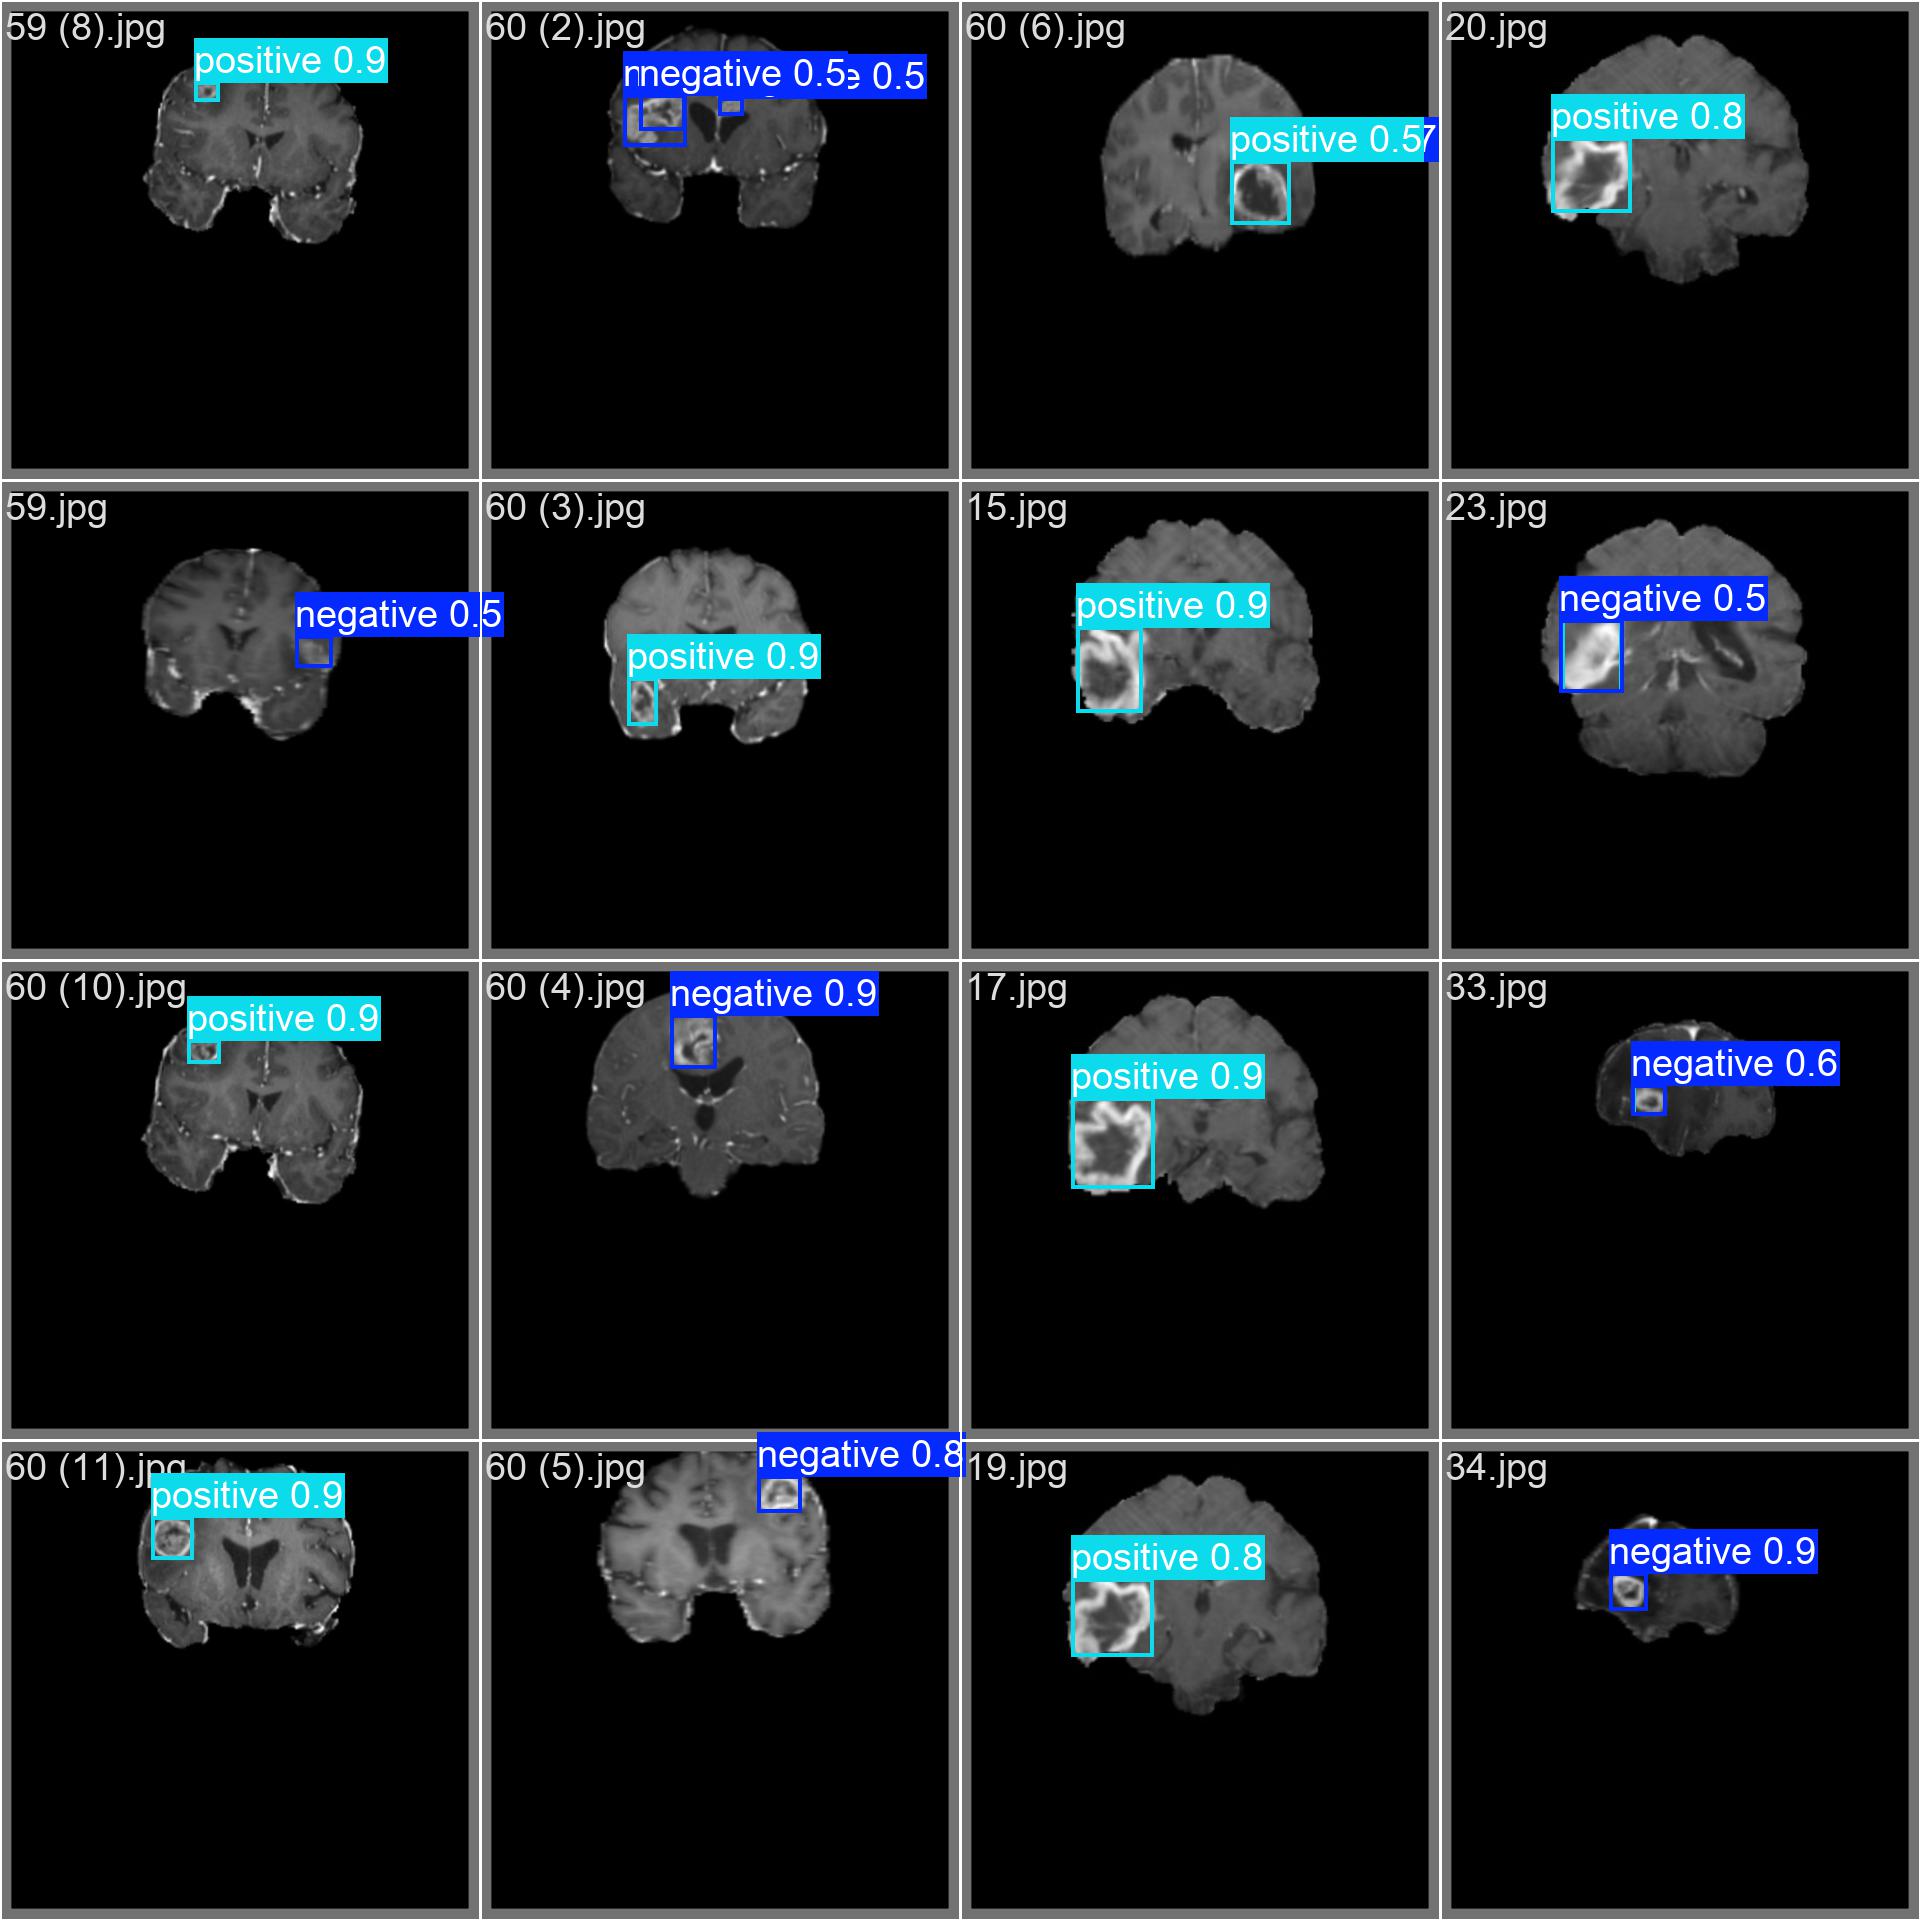 59 (8).jpg
positive 0.9
60 (2).jpg
negative 0.5
0.5
60 (6).jpg
positive 0.5
7
20.jpg
positive 0.8
59.jpg
negative 0.5
60 (3).jpg
positive 0.9
15.jpg
positive 0.9
23.jpg
negative 0.5
60 (10).jpg
positive 0.9
60 (4).jpg
negative 0.9
17.jpg
positive 0.9
33.jpg
negative 0.6
60 (11).jpg
positive 0.9
60 (5).jpg
negative 0.8
19.jpg
positive 0.8
34.jpg
negative 0.9